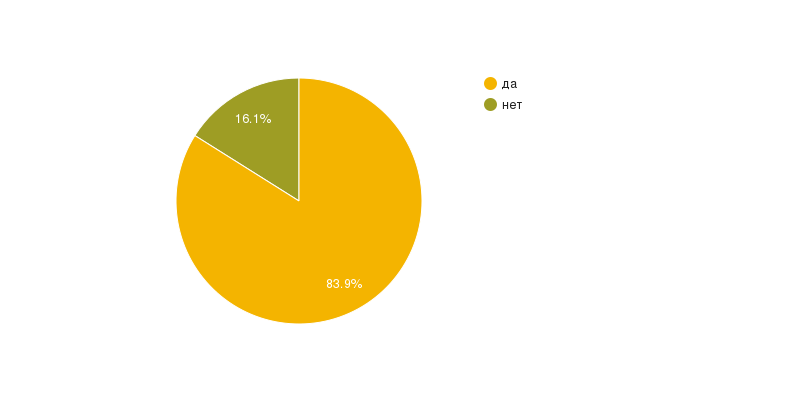 да
нет
16.1%
83.9%